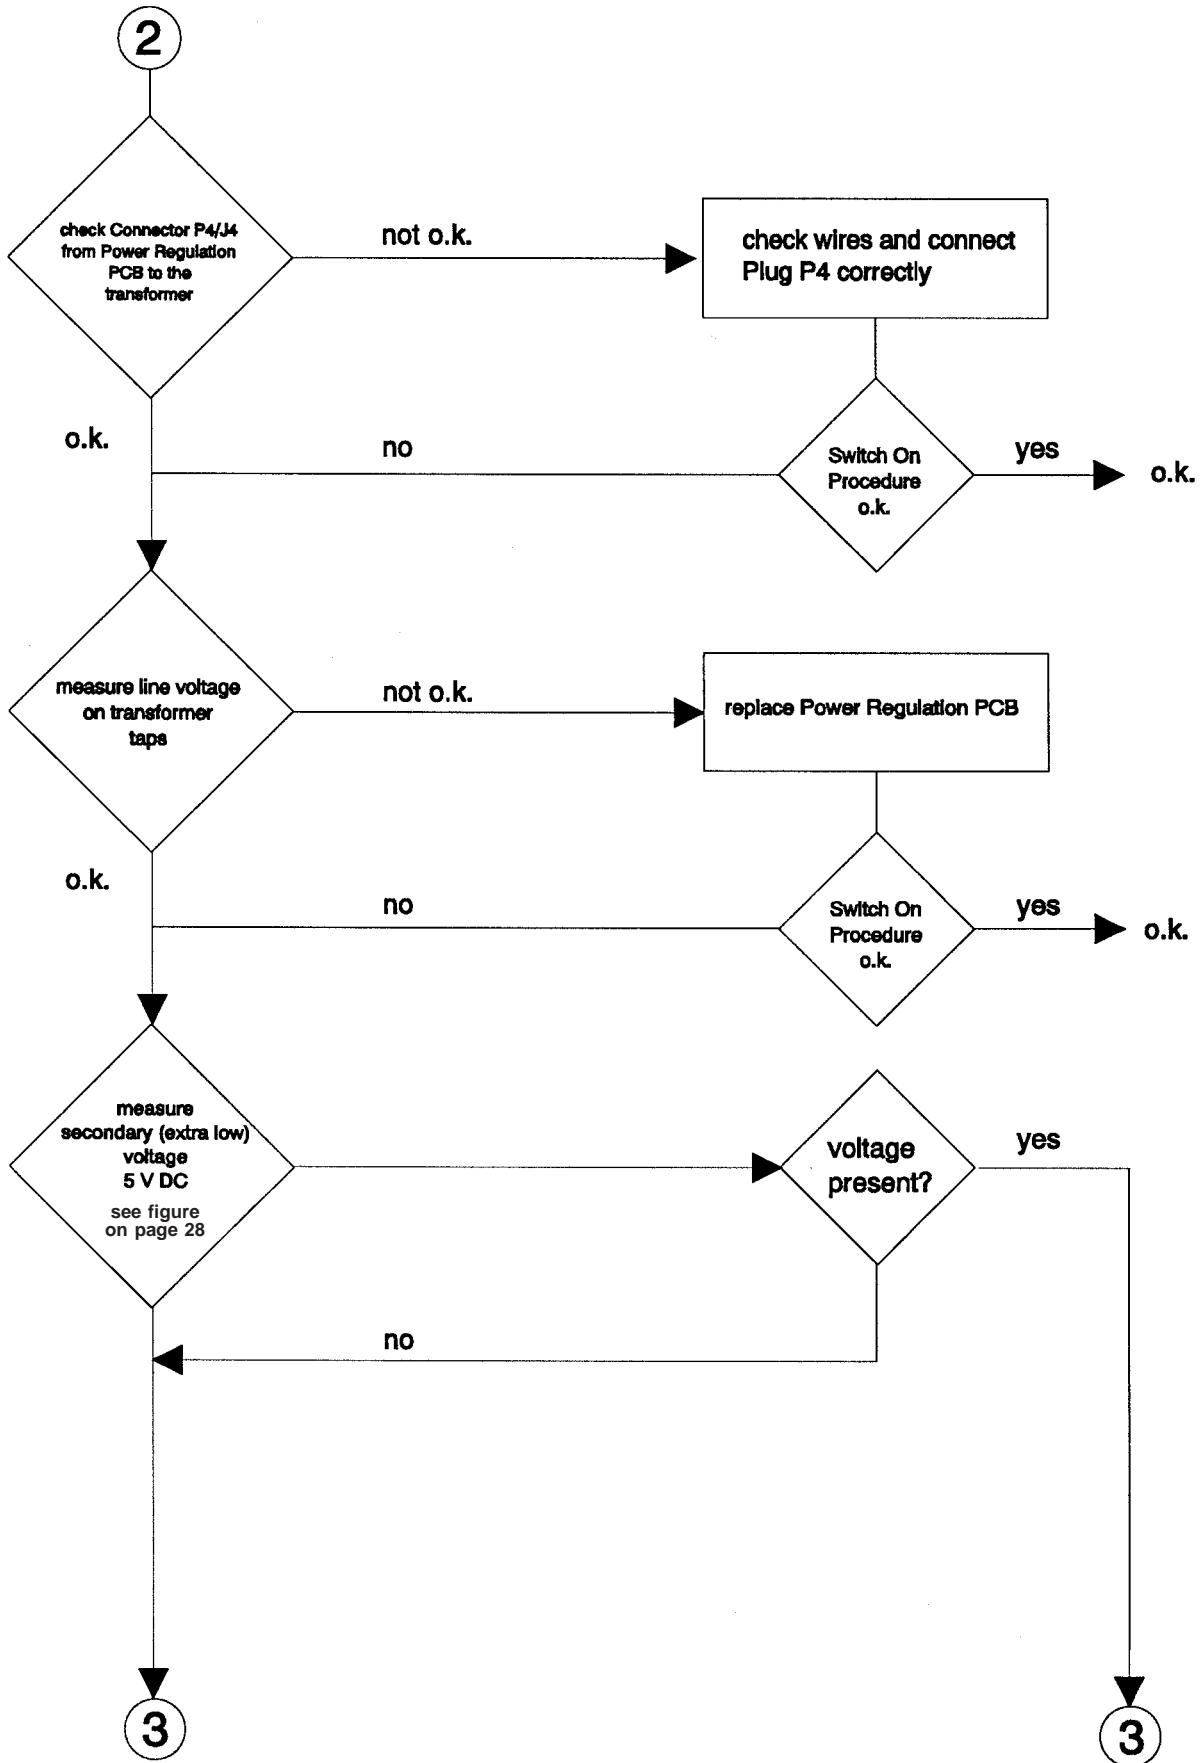 2
check Connector P4/J4
from Power Regulation
PCB to the
transformer
not o.k.
check wires and connect
Plug P4 correctly
o.k.
no
Switch On
Procedure
o.k.
yes
o.k.
measure line voltage
on transformer
taps
not o.k.
replace Power Regulation PCB
o.k.
no
Switch On
Procedure
o.k.
yes
o.k.
measure
secondary (extra low)
voltage
5 V DC
see figure
on page 28
voltage
present?
yes
no
3
3